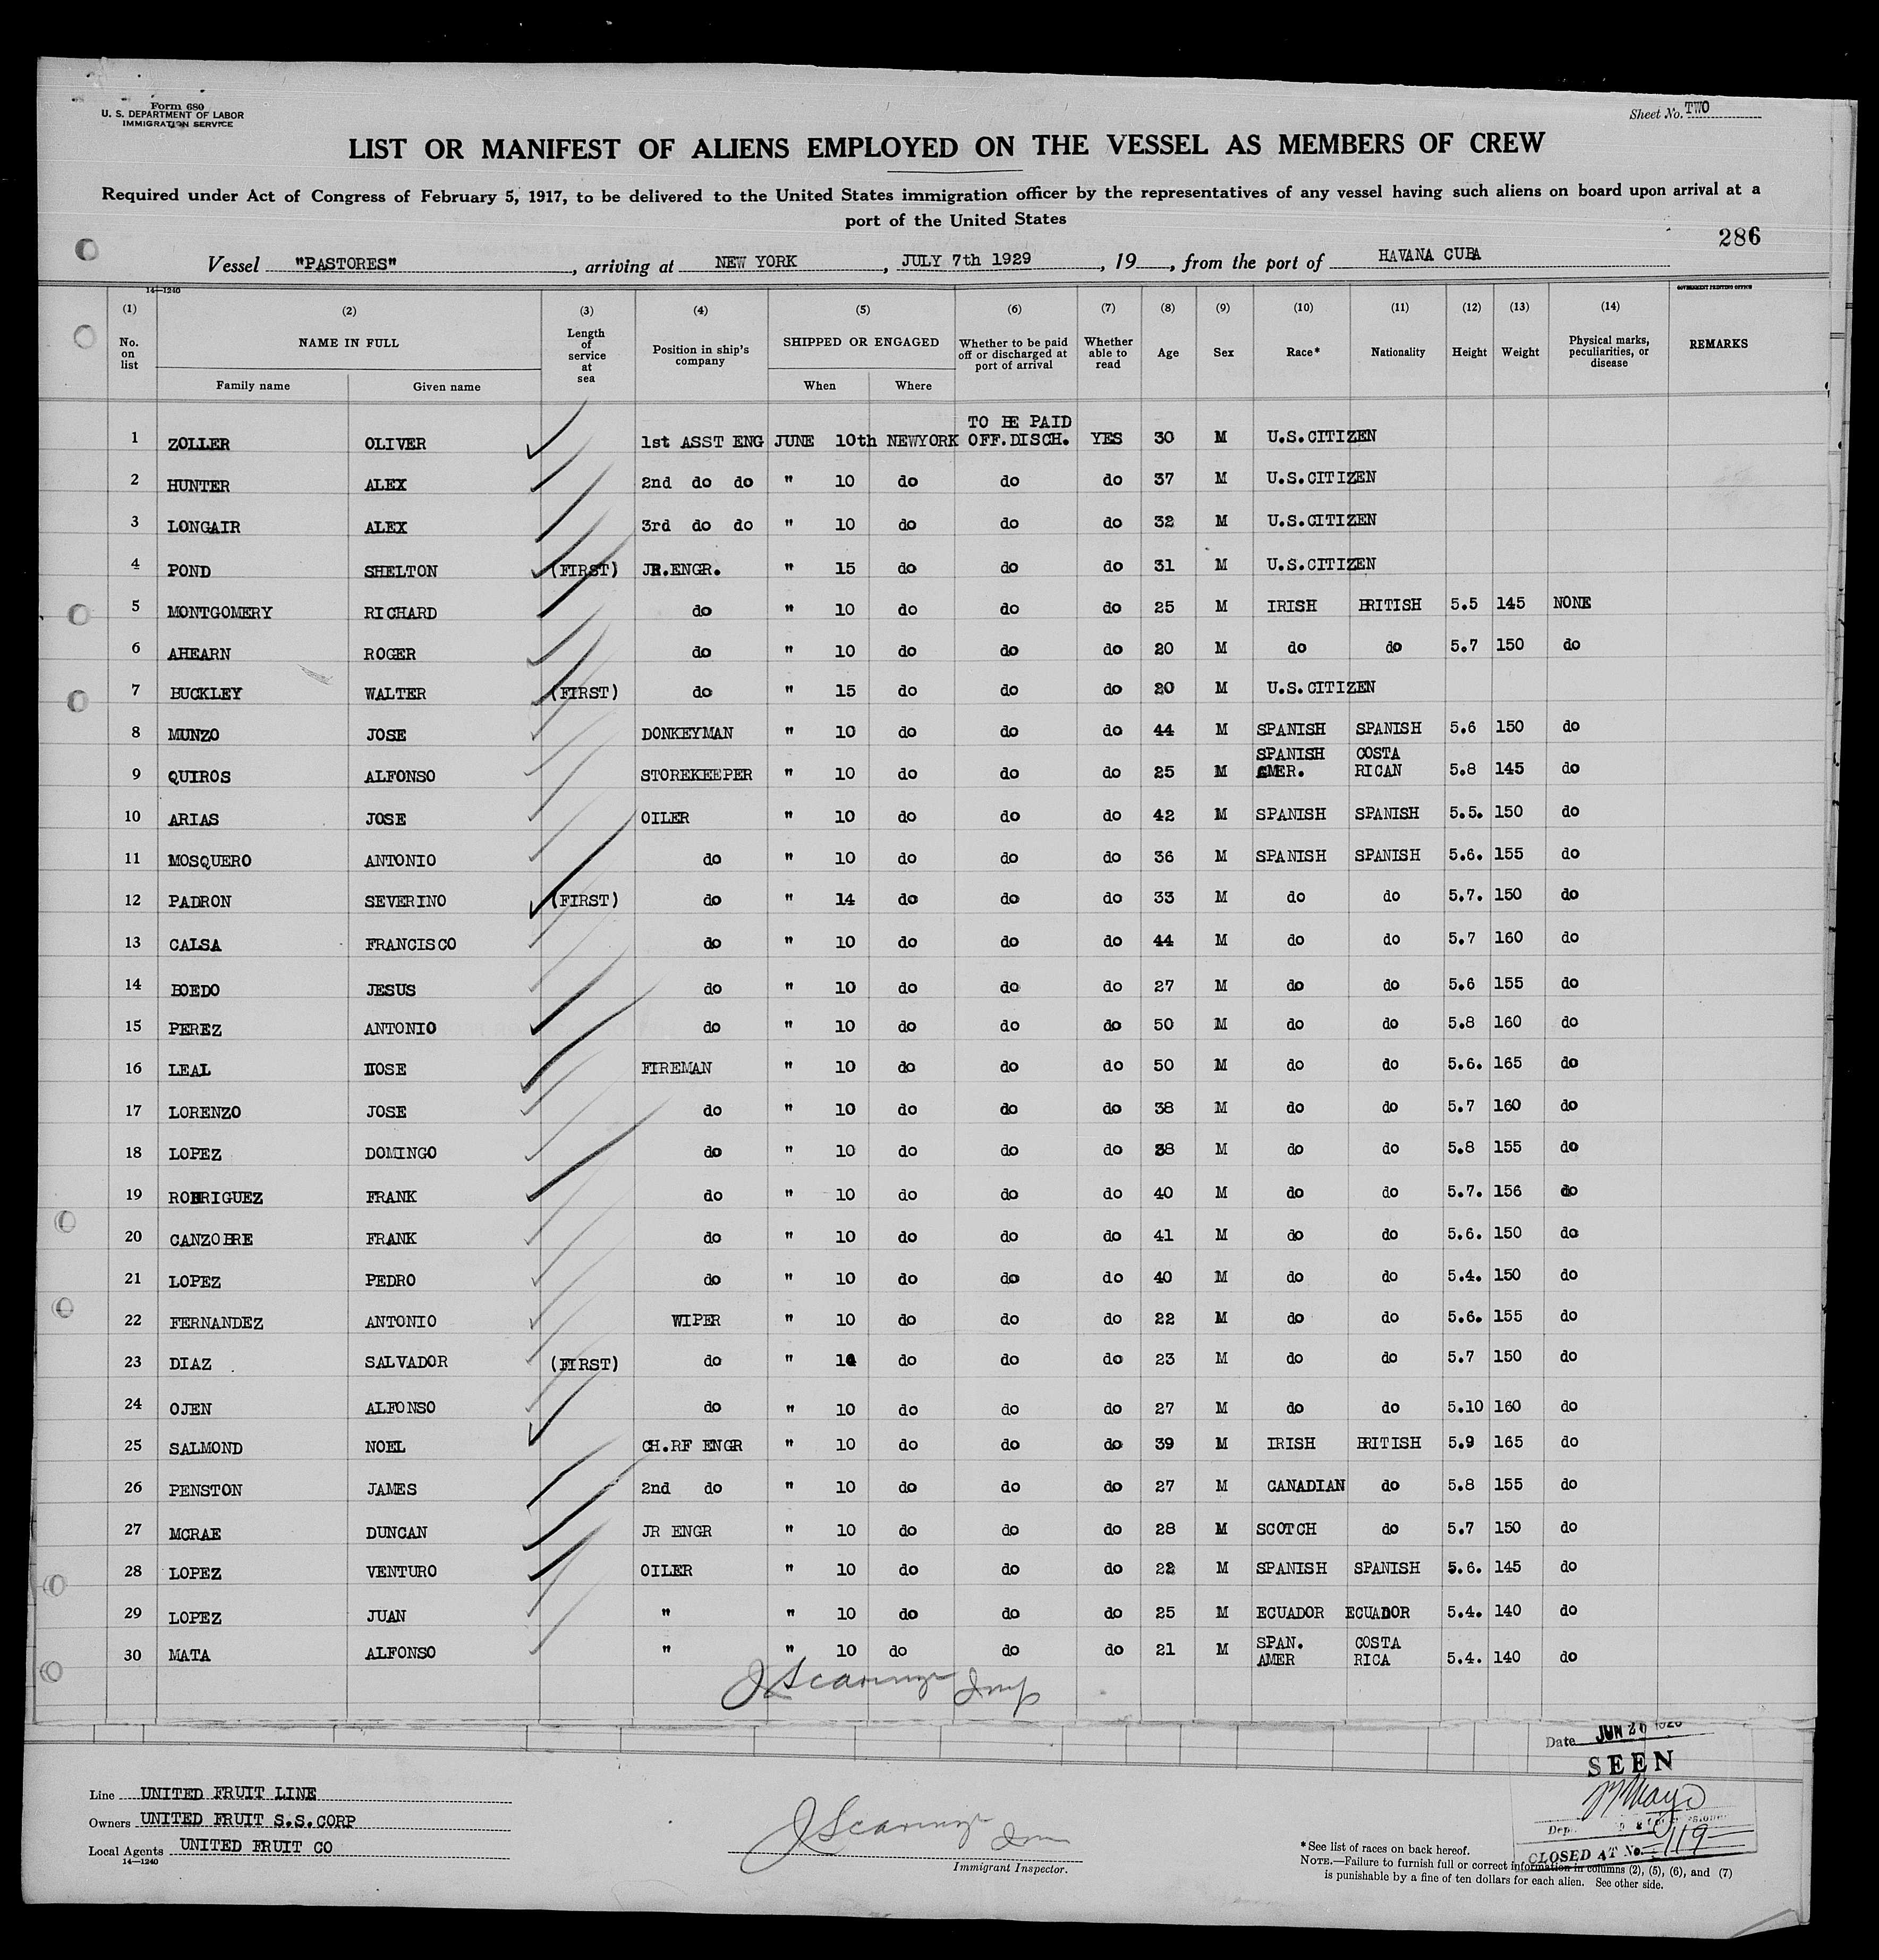 Form 680
U. S. DEPARTMENT OF LABOR
IMMIGRATION SERVICE
Sheet No. TWO
LIST OR MANIFEST OF ALIENS EMPLOYED ON THE VESSEL AS MEMBERS OF CREW
Required under Act of Congress of February 5, 1917, to be delivered to the United States immigration officer by the representatives of any vessel having such aliens on board upon arrival at a
port of the United States
286
Vessel "PASTORES", arriving at NEW YORK, JULY 7th 1929, 19, from the port of HAVANA CUBA
14—1240
GOVERNMENT PRINTING OFFICE
(1) (2) (3) (4) (5) (6) (7) (8) (9) (10) (11) (12) (13) (14)
No. on list NAME IN FULL Family name Given name Length of service at sea Position in ship's company SHIPPED OR ENGAGED When Where Whether to be paid off or discharged at port of arrival Whether able to read Age Sex Race* Nationality Height Weight Physical marks, peculiarities, or disease REMARKS
1 ZOLLER OLIVER 1st ASST ENG JUNE 10th NEWYORK TO BE PAID OFF.DISCH. YES 30 M U.S.CITIZEN
2 HUNTER ALEX 2nd do do " 10 do do do 37 M U.S.CITIZEN
3 LONGAIR ALEX 3rd do do " 10 do do do 32 M U.S.CITIZEN
4 POND SHELTON (FIRST) JR.ENGR. " 15 do do do 31 M U.S.CITIZEN
5 MONTGOMERY RICHARD do " 10 do do do 25 M IRISH BRITISH 5.5 145 NONE
6 AHEARN ROGER do " 10 do do do 20 M do do 5.7 150 do
7 BUCKLEY WALTER (FIRST) do " 15 do do do 20 M U.S.CITIZEN
8 MUNZO JOSE DONKEYMAN " 10 do do do 44 M SPANISH SPANISH 5.6 150 do
9 QUIROS ALFONSO STOREKEEPER " 10 do do do 25 M SPANISH AMER. COSTA RICAN 5.8 145 do
10 ARIAS JOSE OILER " 10 do do do 42 M SPANISH SPANISH 5.5. 150 do
11 MOSQUERO ANTONIO do " 10 do do do 36 M SPANISH SPANISH 5.6. 155 do
12 PADRON SEVERINO (FIRST) do " 14 do do do 33 M do do 5.7. 150 do
13 CALSA FRANCISCO do " 10 do do do 44 M do do 5.7 160 do
14 BOEDO JESUS do " 10 do do do 27 M do do 5.6 155 do
15 PEREZ ANTONIO do " 10 do do do 50 M do do 5.8 160 do
16 LEAL IOSE FIREMAN " 10 do do do 50 M do do 5.6. 165 do
17 LORENZO JOSE do " 10 do do do 38 M do do 5.7 160 do
18 LOPEZ DOMINGO do " 10 do do do 38 M do do 5.8 155 do
19 RODRIGUEZ FRANK do " 10 do do do 40 M do do 5.7. 156 do
20 CANZOBRE FRANK do " 10 do do do 41 M do do 5.6. 150 do
21 LOPEZ PEDRO do " 10 do do do 40 M do do 5.4. 150 do
22 FERNANDEZ ANTONIO WIPER " 10 do do do 22 M do do 5.6. 155 do
23 DIAZ SALVADOR (FIRST) do " 14 do do do 23 M do do 5.7 150 do
24 OJEN ALFONSO do " 10 do do do 27 M do do 5.10 160 do
25 SALMOND NOEL CH.RF ENGR " 10 do do do 39 M IRISH BRITISH 5.9 165 do
26 PENSTON JAMES 2nd do " 10 do do do 27 M CANADIAN do 5.8 155 do
27 MCRAE DUNCAN JR ENGR " 10 do do do 28 M SCOTCH do 5.7 150 do
28 LOPEZ VENTURO OILER " 10 do do do 22 M SPANISH SPANISH 5.6. 145 do
29 LOPEZ JUAN " " 10 do do do 25 M ECUADOR ECUADOR 5.4. 140 do
30 MATA ALFONSO " " 10 do do do 21 M SPAN. AMER COSTA RICA 5.4. 140 do
Date JUN
SEEN
CLOSED AT No. 119
Line UNITED FRUIT LINE
Owners UNITED FRUIT S.S.CORP
Local Agents UNITED FRUIT CO
14—1240
Immigrant Inspector.
*See list of races on back hereof.
NOTE.—Failure to furnish full or correct information in columns (2), (5), (6), and (7)
is punishable by a fine of ten dollars for each alien. See other side.